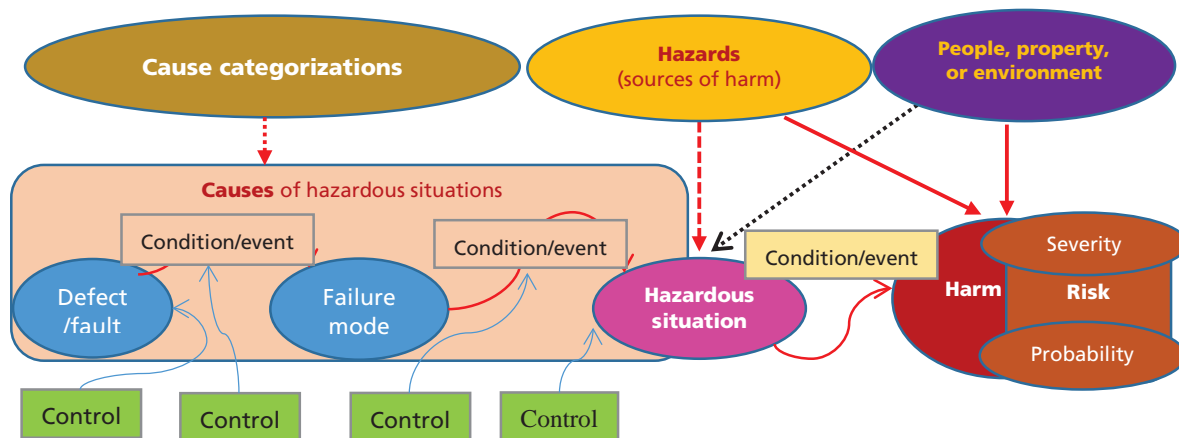 Cause categorizations
Hazards
(sources of harm)
People, property,
or environment
Causes of hazardous situations
Condition/event
Condition/event
Condition/event
Defect
/fault
Failure
mode
Hazardous
situation
Harm
Severity
Risk
Probability
Control
Control
Control
Control